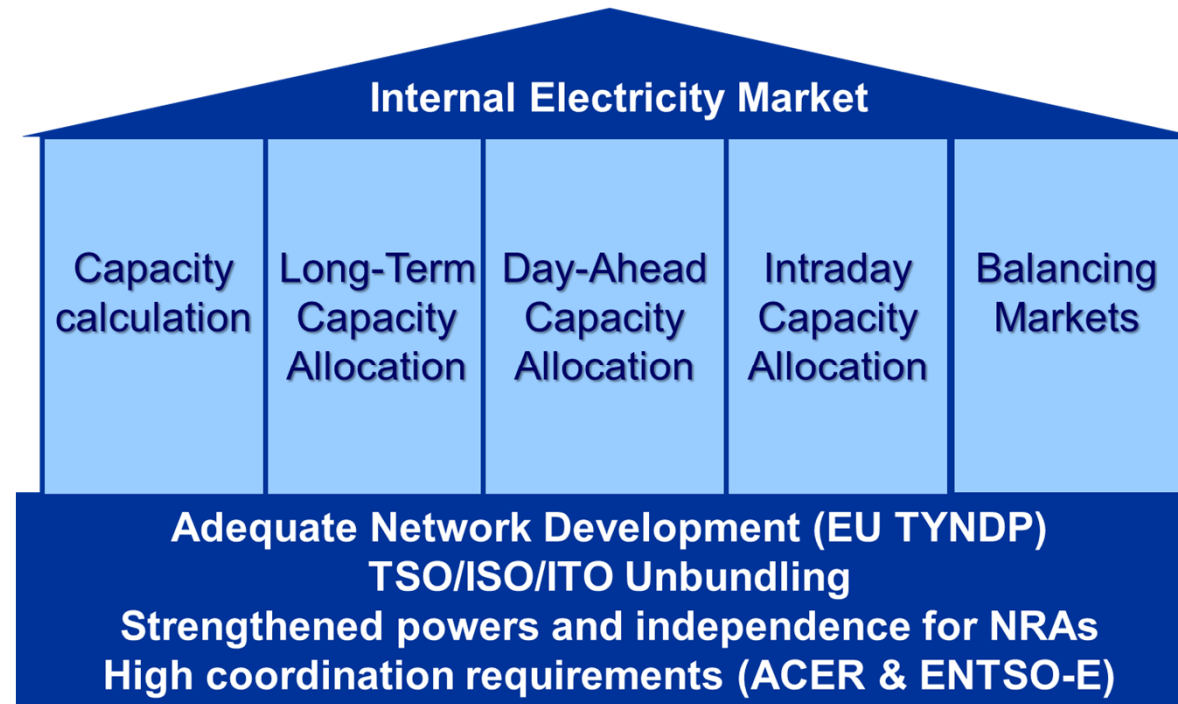 Internal Electricity Market
Capacity
calculation
Long-Term
Capacity
Allocation
Day-Ahead
Capacity
Allocation
Intraday
Capacity
Allocation
Balancing
Markets
Adequate Network Development (EU TYNDP)
TSO/ISO/ITO Unbundling
Strengthened powers and independence for NRAs
High coordination requirements (ACER & ENTSO-E)